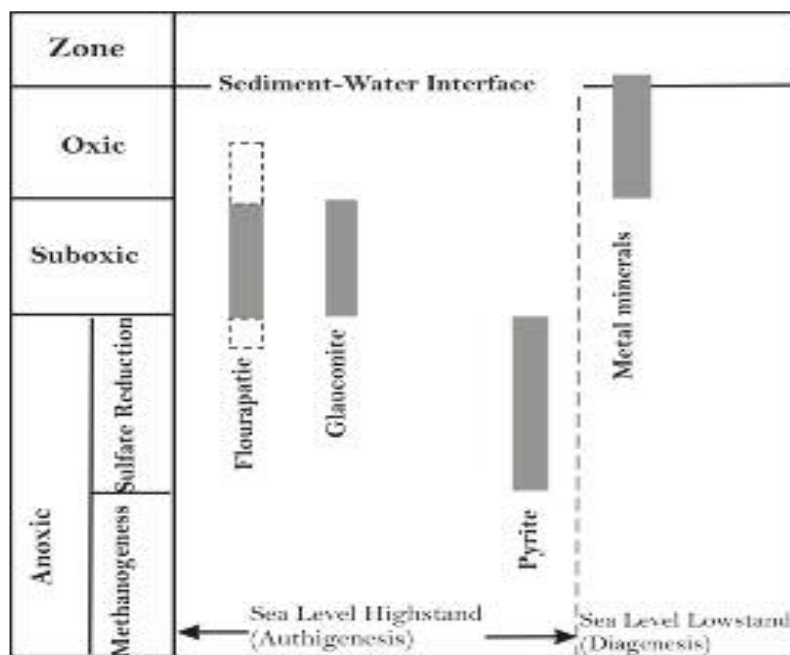 Zone
Sediment-Water Interface
Oxic
Suboxic
Anoxic
Sulfate Reduction
Methanogeness
Flourapatie
Glauconite
Pyrite
Metal minerals
Sea Level Highstand
(Authigenesis)
Sea Level Lowstand
(Diagenesis)